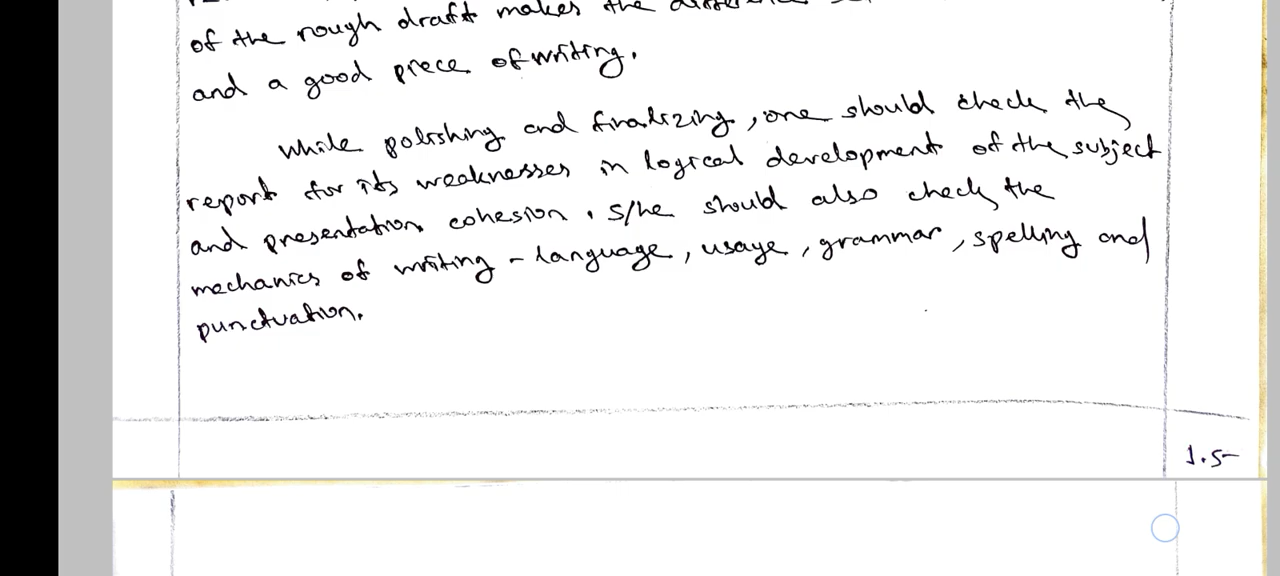 of the rough draft makes the
and a good piece of writing.
While polishing and finalizing, one should check the
report for its weaknesses in logical development of the subject
and presentation cohesion. s/he should also check the
mechanics of writing - language, usage, grammar, spelling and
punctuation.
1.5